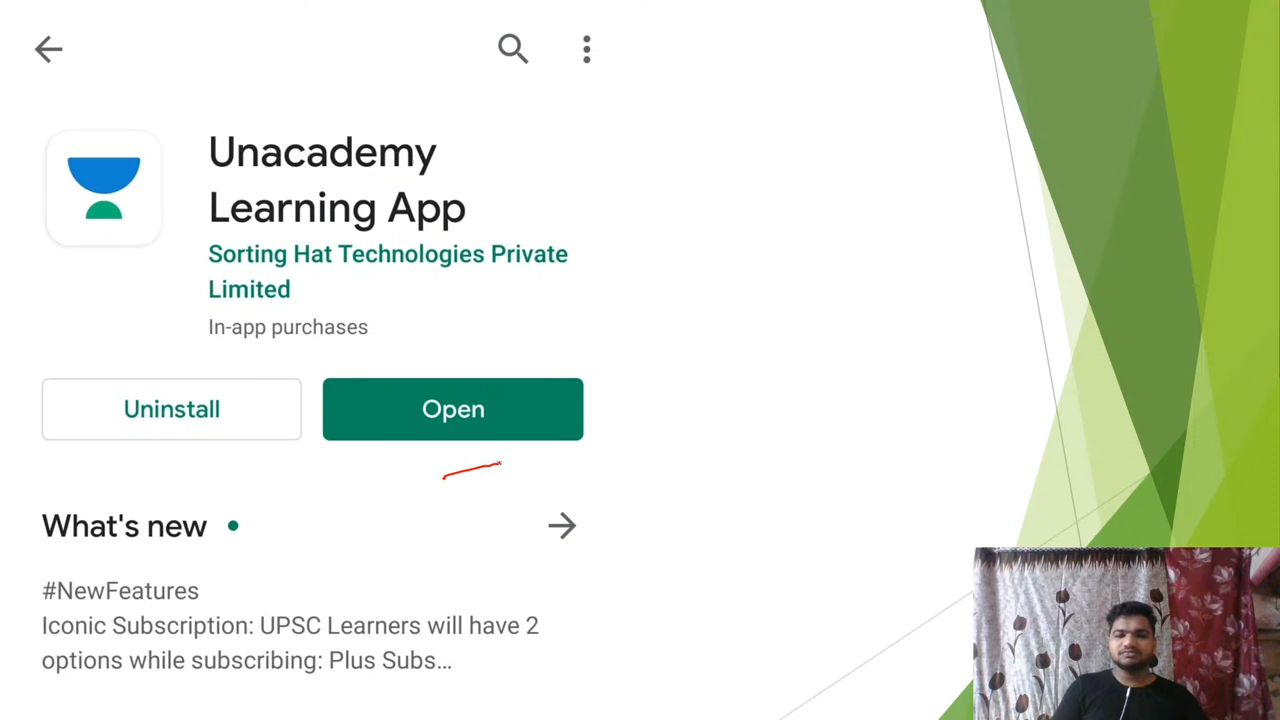 Unacademy
Learning App
Sorting Hat Technologies Private
Limited
In-app purchases
Uninstall
Open
What's new
#NewFeatures
Iconic Subscription: UPSC Learners will have 2
options while subscribing: Plus Subs...